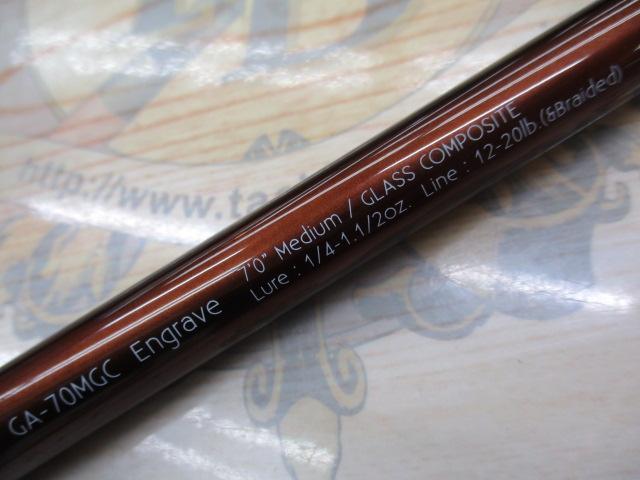 GA-70MGC Engrave
7'0" Medium / GLASS COMPOSITE
Lure : 1/4-1.1/2oz. Line : 12-20lb.(&Braided)
http://www.